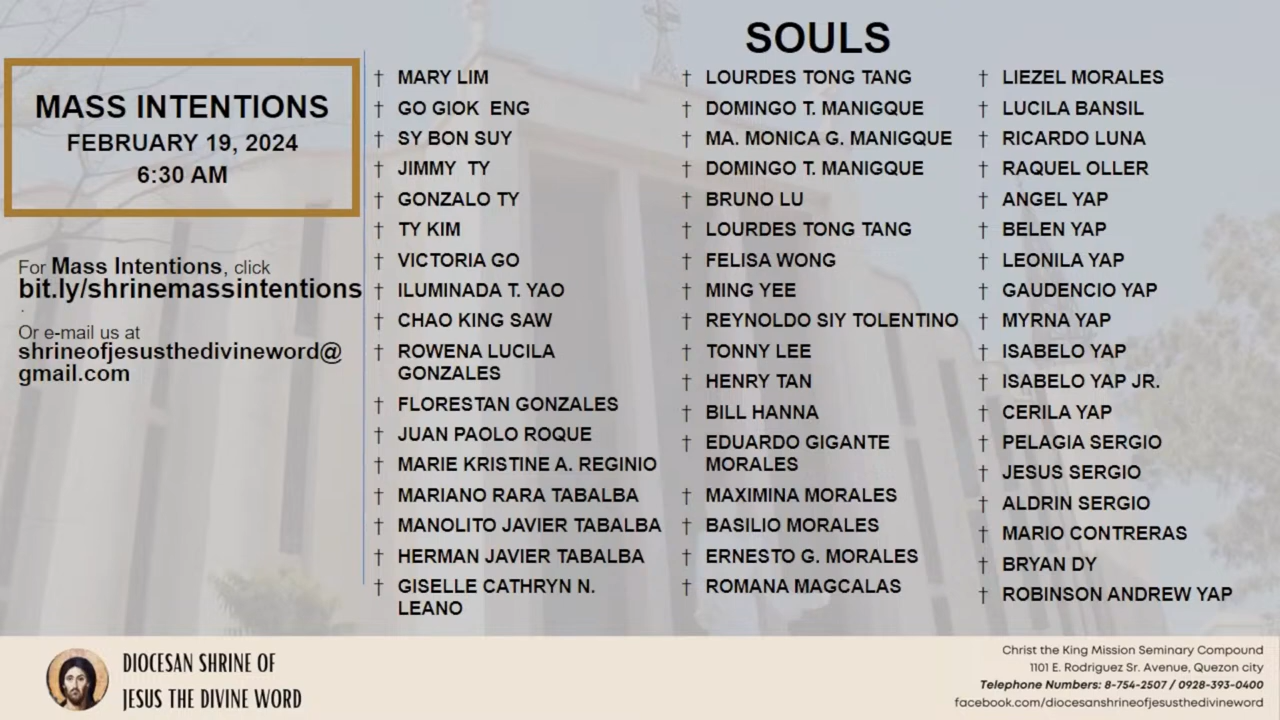 SOULS
MASS INTENTIONS
FEBRUARY 19, 2024
6:30 AM
For Mass Intentions, click
bit.ly/shrinemassintentions
.
Or e-mail us at
shrineofjesusthedivineword@
gmail.com
† MARY LIM
† GO GIOK  ENG
† SY BON SUY
† JIMMY  TY
† GONZALO TY
† TY KIM
† VICTORIA GO
† ILUMINADA T. YAO
† CHAO KING SAW
† ROWENA LUCILA
GONZALES
† FLORESTAN GONZALES
† JUAN PAOLO ROQUE
† MARIE KRISTINE A. REGINIO
† MARIANO RARA TABALBA
† MANOLITO JAVIER TABALBA
† HERMAN JAVIER TABALBA
† GISELLE CATHRYN N.
LEANO
† LOURDES TONG TANG
† DOMINGO T. MANIGQUE
† MA. MONICA G. MANIGQUE
† DOMINGO T. MANIGQUE
† BRUNO LU
† LOURDES TONG TANG
† FELISA WONG
† MING YEE
† REYNOLDO SIY TOLENTINO
† TONNY LEE
† HENRY TAN
† BILL HANNA
† EDUARDO GIGANTE
MORALES
† MAXIMINA MORALES
† BASILIO MORALES
† ERNESTO G. MORALES
† ROMANA MAGCALAS
† LIEZEL MORALES
† LUCILA BANSIL
† RICARDO LUNA
† RAQUEL OLLER
† ANGEL YAP
† BELEN YAP
† LEONILA YAP
† GAUDENCIO YAP
† MYRNA YAP
† ISABELO YAP
† ISABELO YAP JR.
† CERILA YAP
† PELAGIA SERGIO
† JESUS SERGIO
† ALDRIN SERGIO
† MARIO CONTRERAS
† BRYAN DY
† ROBINSON ANDREW YAP
DIOCESAN SHRINE OF
JESUS THE DIVINE WORD
Christ the King Mission Seminary Compound
1101 E. Rodriguez Sr. Avenue, Quezon city
Telephone Numbers: 8-754-2507 / 0928-393-0400
facebook.com/diocesanshrineofjesusthedivineword